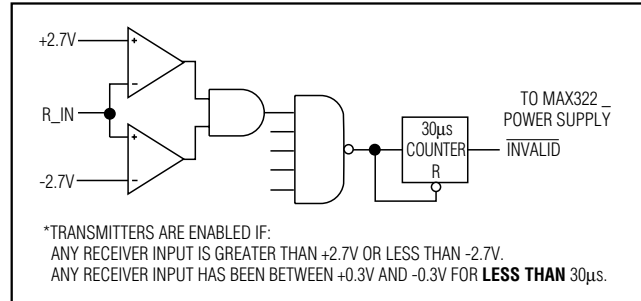 +2.7V
+
-
R_IN
+
-
-2.7V
30μs
COUNTER
R
TO MAX322 _
POWER SUPPLY
INVALID
*TRANSMITTERS ARE ENABLED IF:
ANY RECEIVER INPUT IS GREATER THAN +2.7V OR LESS THAN -2.7V.
ANY RECEIVER INPUT HAS BEEN BETWEEN +0.3V AND -0.3V FOR LESS THAN 30μs.